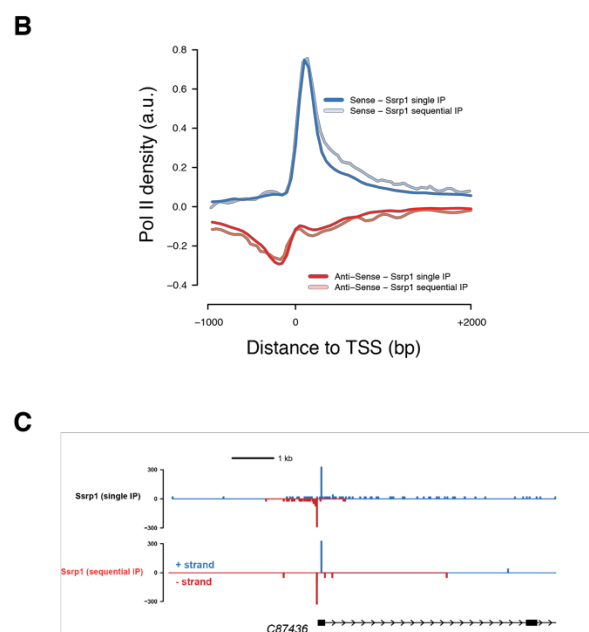 B
0.8
0.6
0.4
0.2
0.0
−0.2
−0.4
Pol II density (a.u.)
Sense – Ssrp1 single IP
Sense – Ssrp1 sequential IP
Anti−Sense – Ssrp1 single IP
Anti−Sense – Ssrp1 sequential IP
−1000
0
+2000
Distance to TSS (bp)
C
1 kb
300
0
−300
Ssrp1 (single IP)
300
0
−300
Ssrp1 (sequential IP)
+ strand
- strand
C87436